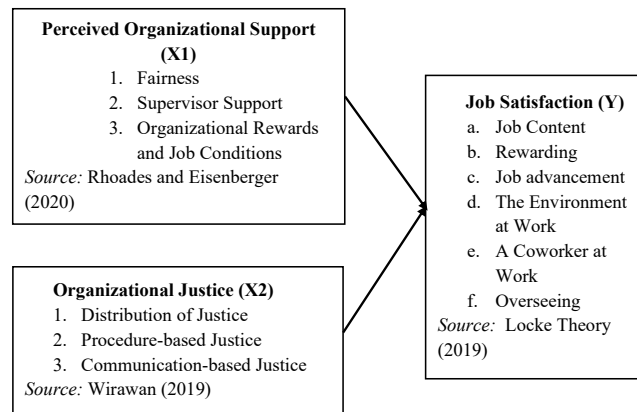 Perceived Organizational Support
(X1)
1. Fairness
2. Supervisor Support
3. Organizational Rewards
and Job Conditions
Source: Rhoades and Eisenberger
(2020)
Organizational Justice (X2)
1. Distribution of Justice
2. Procedure-based Justice
3. Communication-based Justice
Source: Wirawan (2019)
Job Satisfaction (Y)
a. Job Content
b. Rewarding
c. Job advancement
d. The Environment
at Work
e. A Coworker at
Work
f. Overseeing
Source: Locke Theory
(2019)